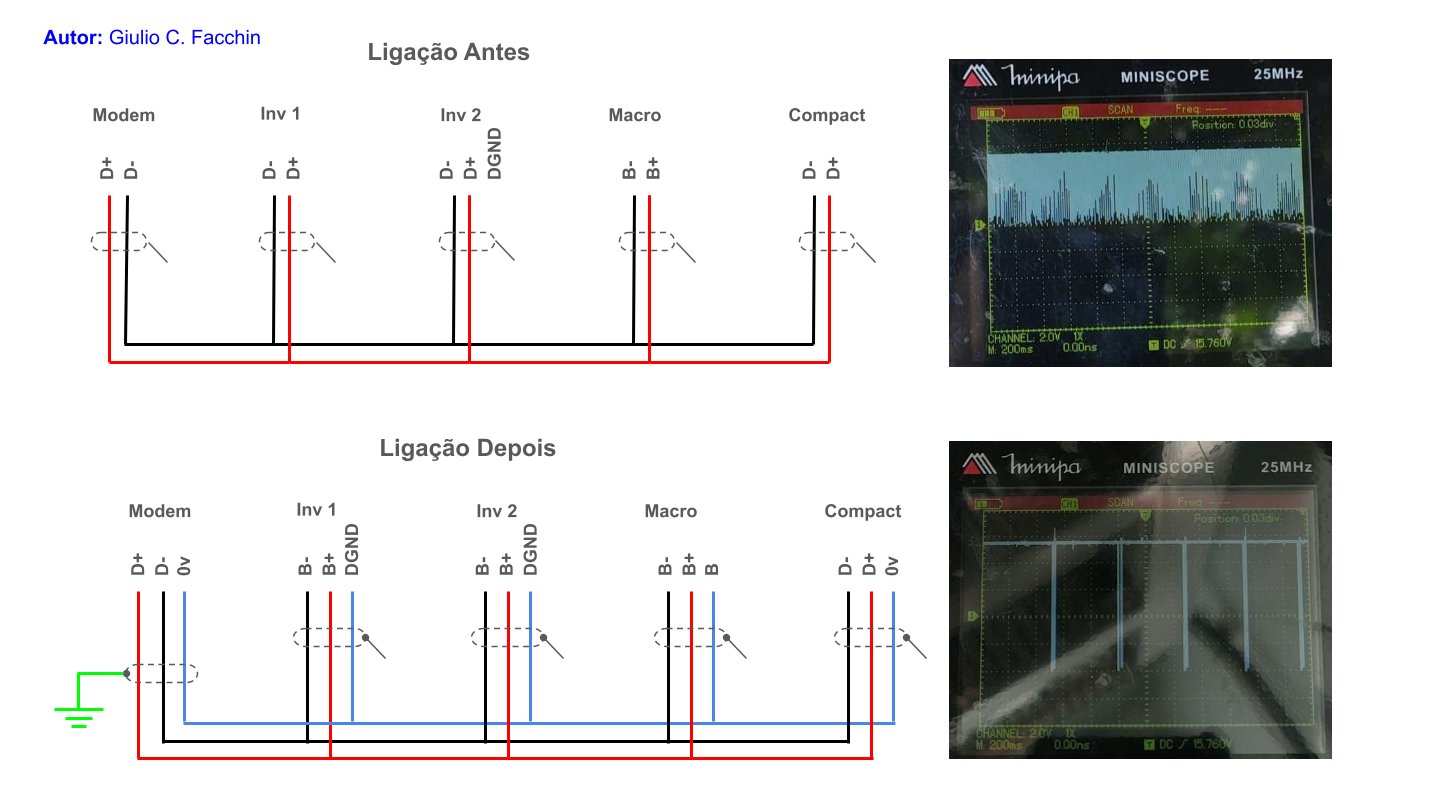 Autor: Giulio C. Facchin
Ligação Antes
Modem
Inv 1
Inv 2
Macro
Compact
D+
D-
D-
D+
D-
D+
DGND
B-
B+
D-
D+
minipa MINISCOPE 25MHz
CH1 SCAN Freq: ---
Position: 0.03div
1
CHANNEL: 2.0V 1X
M: 200ms 0.00ns T DC 15.760V
Ligação Depois
Modem
Inv 1
Inv 2
Macro
Compact
D+
D-
0v
B-
B+
DGND
B-
B+
DGND
B-
B+
B
D-
D+
0v
minipa MINISCOPE 25MHz
CH1 SCAN Freq: ---
Position: 0.03div
1
CHANNEL: 2.0V 1X
M: 200ms 0.00ns T DC 15.760V